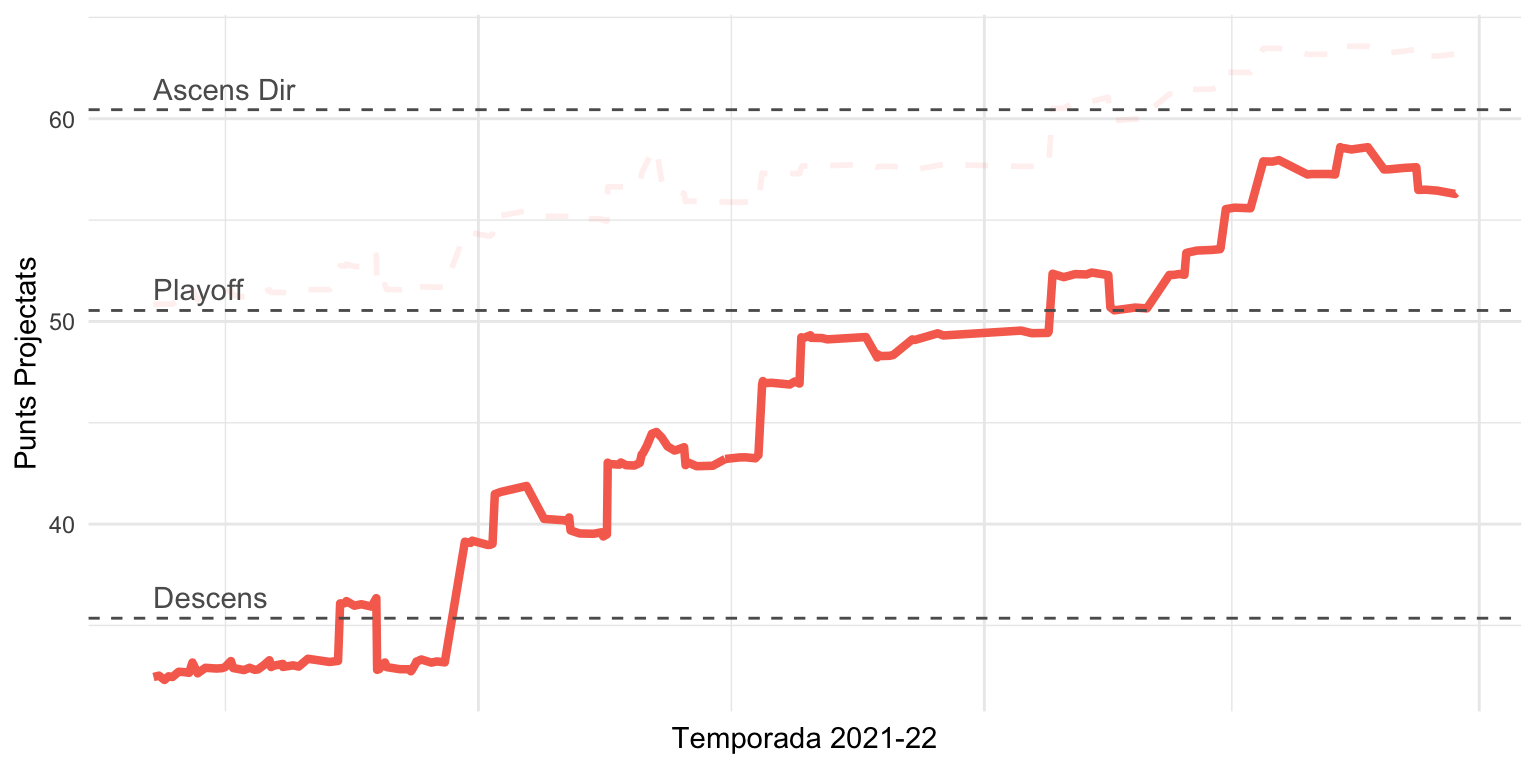 Ascens Dir
60
Playoff
50
Punts Projectats
40
Descens
Temporada 2021-22